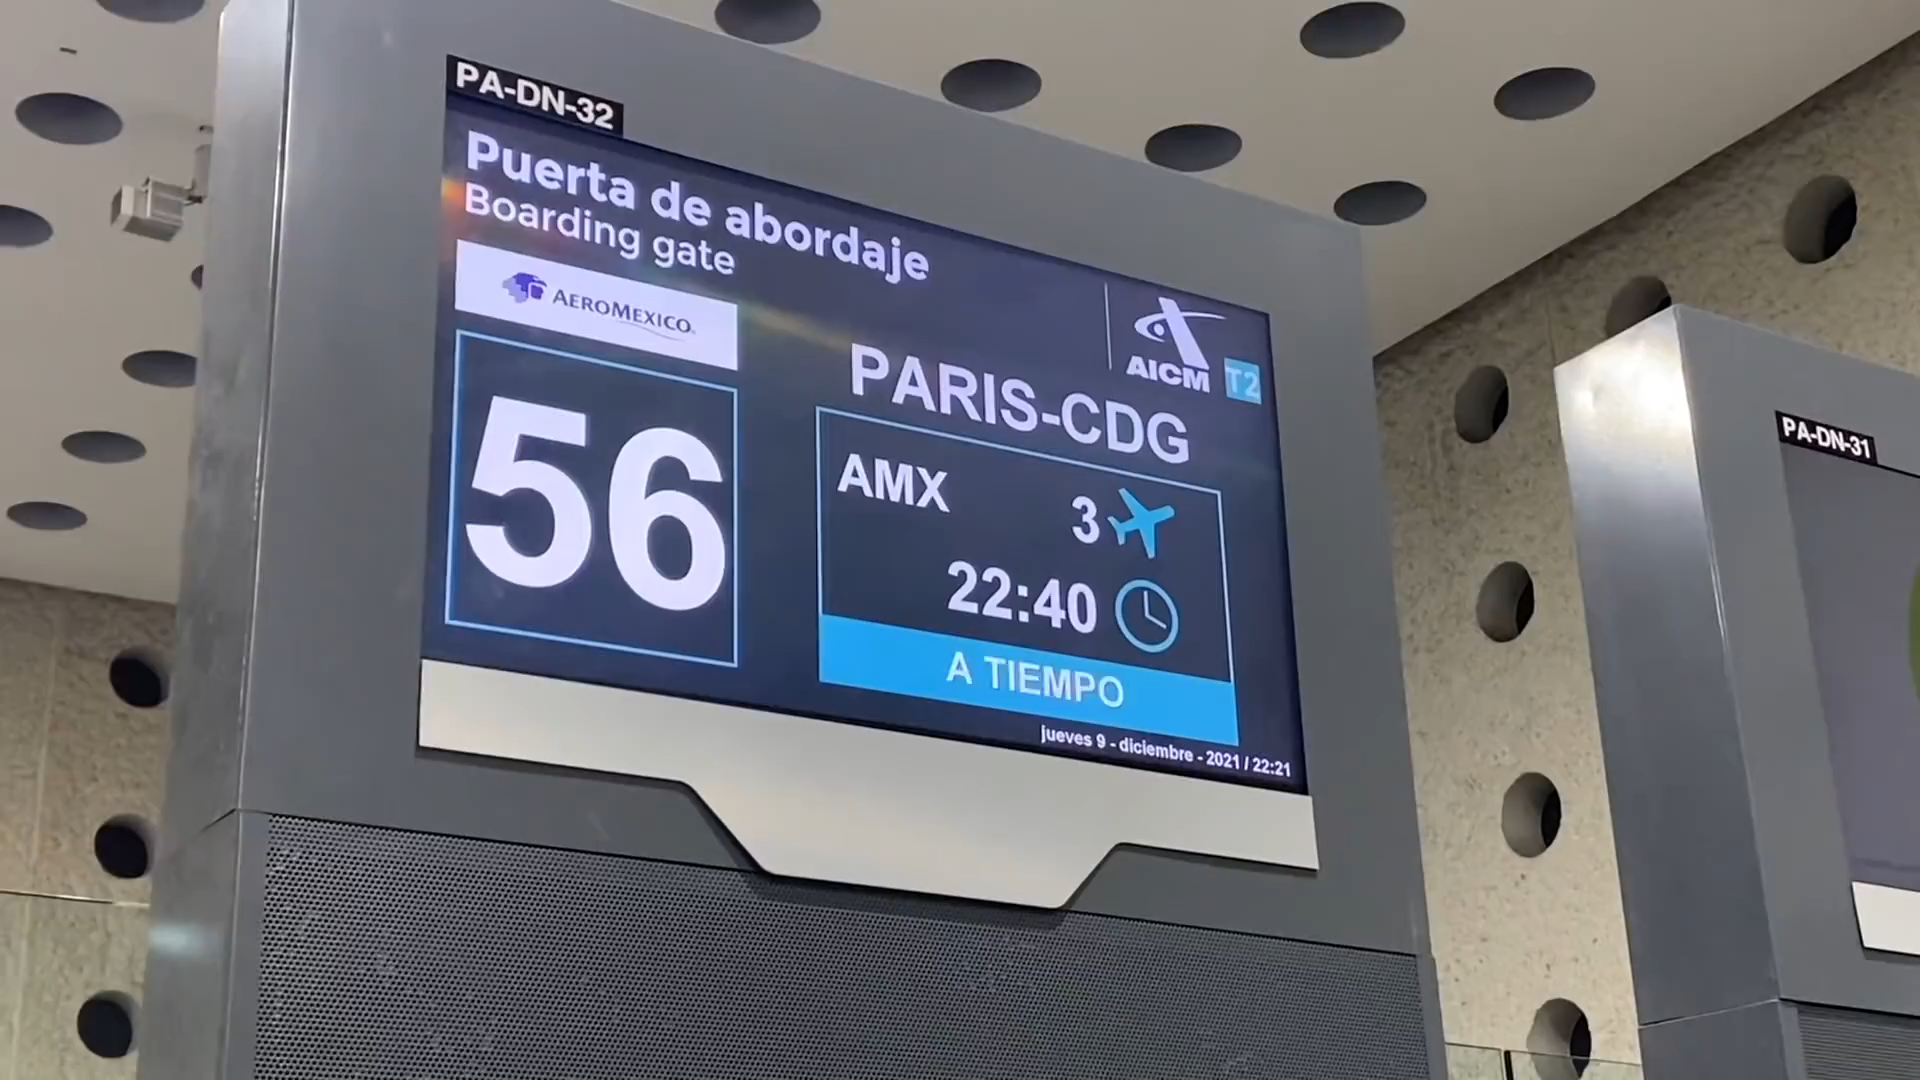 PA-DN-32
Puerta de abordaje
Boarding gate
AEROMEXICO.
AICM T2
56
PARIS-CDG
AMX 3
22:40
A TIEMPO
jueves 9 - diciembre - 2021 / 22:21
PA-DN-31